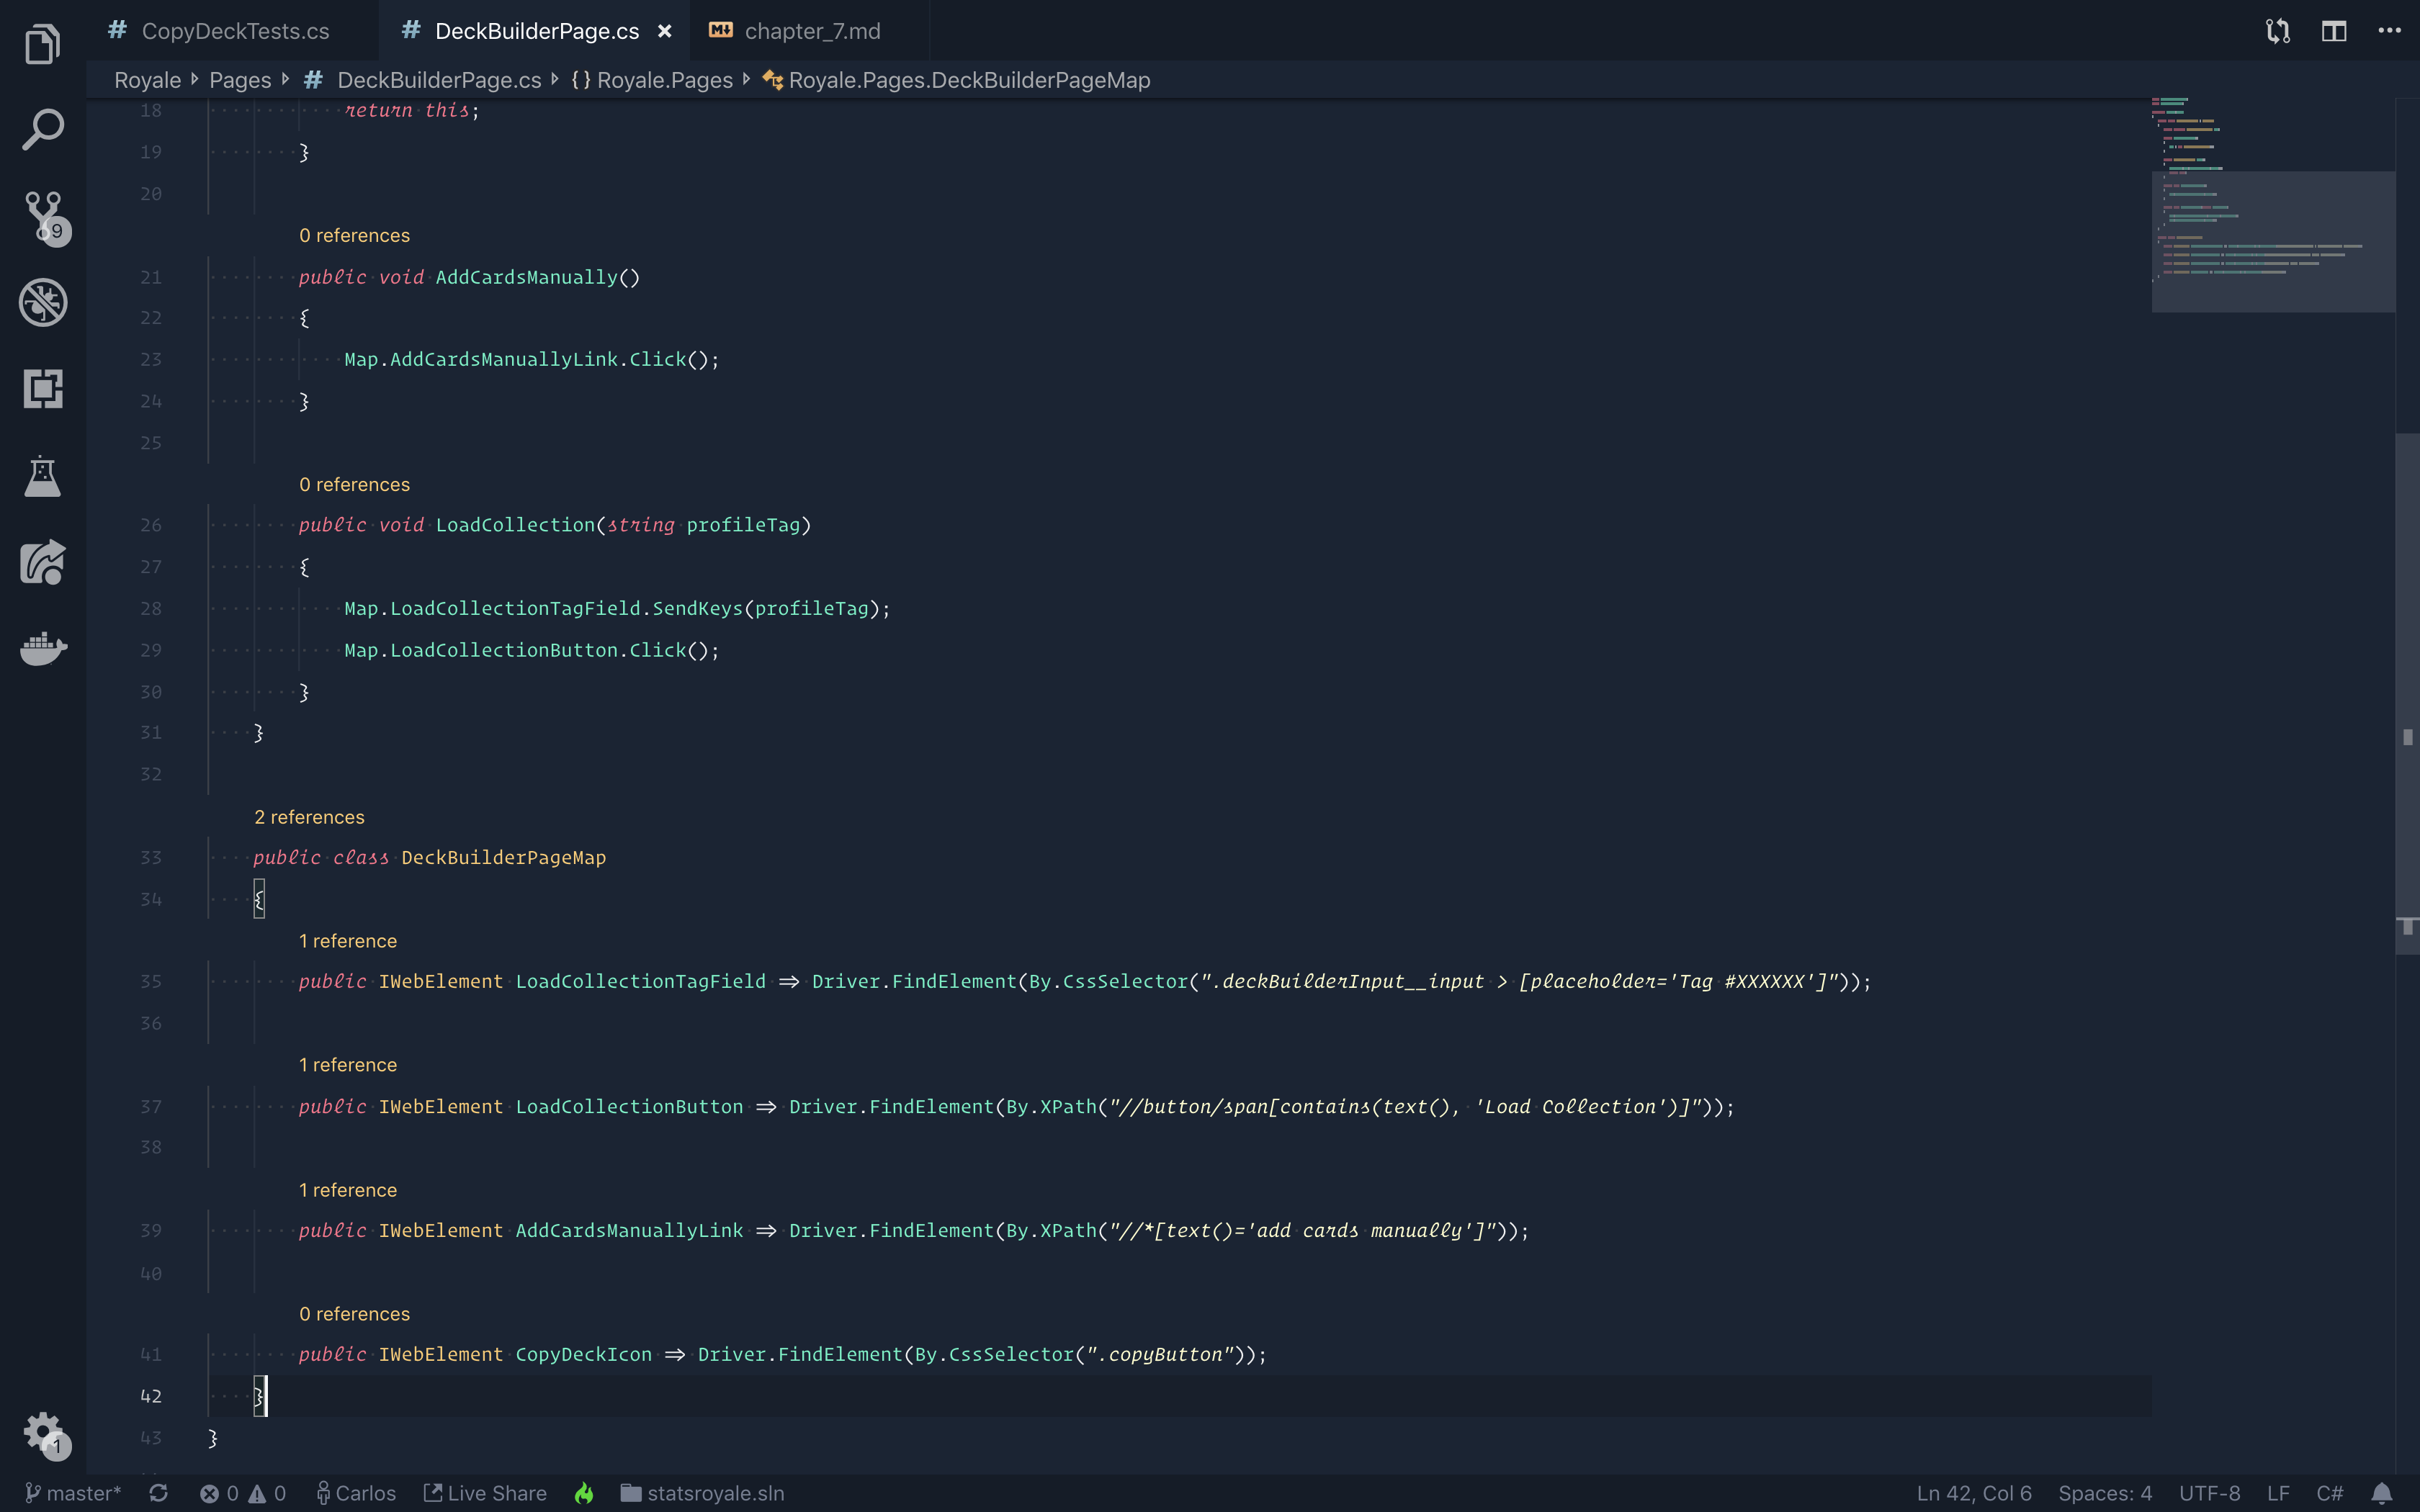 CopyDeckTests.cs DeckBuilderPage.cs chapter_7.md
Royale Pages DeckBuilderPage.cs {} Royale.Pages Royale.Pages.DeckBuilderPageMap
18 return this;
19 }
20
0 references
21 public void AddCardsManually()
22 {
23 Map.AddCardsManuallyLink.Click();
24 }
25
0 references
26 public void LoadCollection(string profileTag)
27 {
28 Map.LoadCollectionTagField.SendKeys(profileTag);
29 Map.LoadCollectionButton.Click();
30 }
31 }
32
2 references
33 public class DeckBuilderPageMap
34 {
1 reference
35 public IWebElement LoadCollectionTagField => Driver.FindElement(By.CssSelector(".deckBuilderInput__input > [placeholder='Tag #XXXXXX']"));
36
1 reference
37 public IWebElement LoadCollectionButton => Driver.FindElement(By.XPath("//button/span[contains(text(), 'Load Collection')]"));
38
1 reference
39 public IWebElement AddCardsManuallyLink => Driver.FindElement(By.XPath("//*[text()='add cards manually']"));
40
0 references
41 public IWebElement CopyDeckIcon => Driver.FindElement(By.CssSelector(".copyButton"));
42 }
43 }
9
1
master* 0 0 Carlos Live Share statsroyale.sln Ln 42, Col 6 Spaces: 4 UTF-8 LF C#